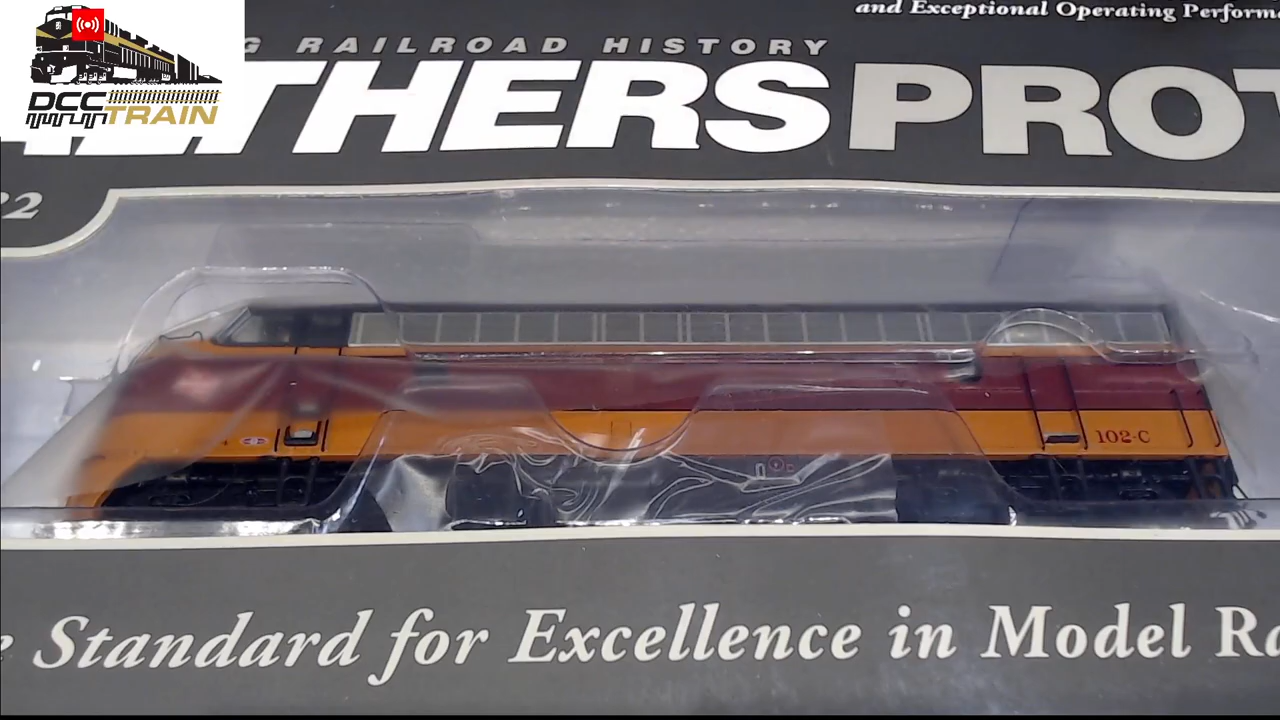 and Exceptional Operating Perform
G RAILROAD HISTORY
DCC
TRAIN
THERS PROT
22
102-C
e Standard for Excellence in Model Ra